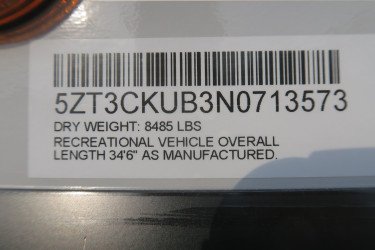 5ZT3CKUB3N0713573
DRY WEIGHT: 8485 LBS
RECREATIONAL VEHICLE OVERALL
LENGTH 34'6" AS MANUFACTURED.